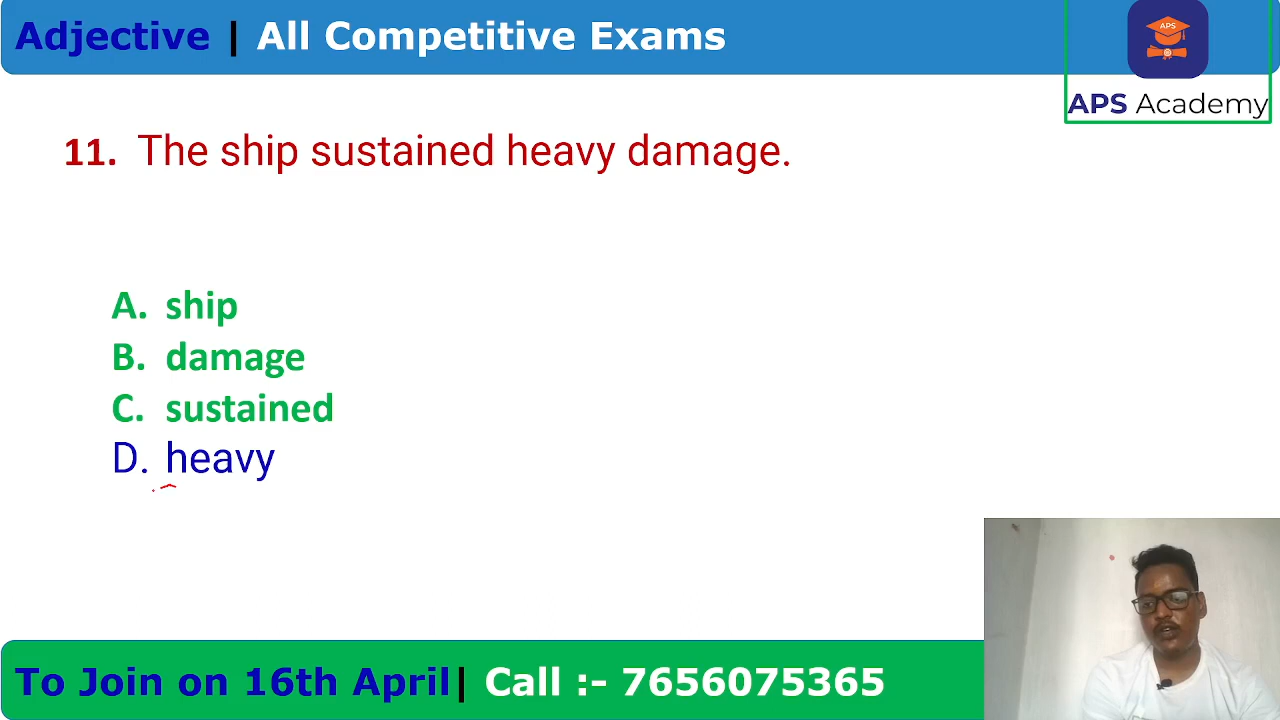 Adjective | All Competitive Exams
APS
APS Academy
11. The ship sustained heavy damage.
A. ship
B. damage
C. sustained
D. heavy
To Join on 16th April| Call :- 7656075365